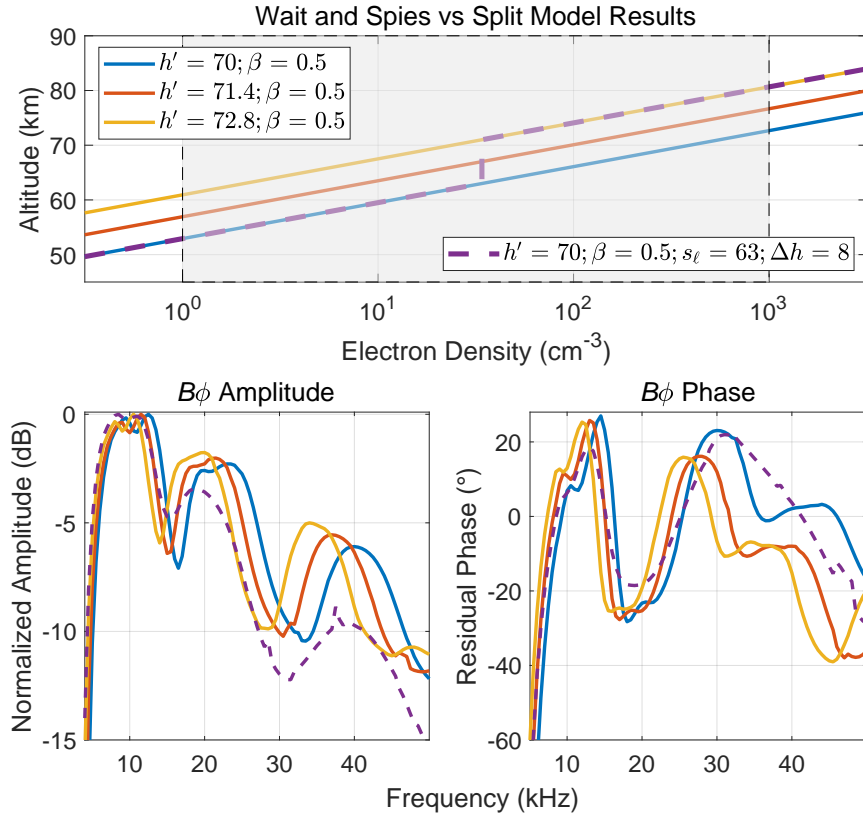 Wait and Spies vs Split Model Results
90
80
70
60
50
Altitude (km)
h′ = 70; β = 0.5
h′ = 71.4; β = 0.5
h′ = 72.8; β = 0.5
h′ = 70; β = 0.5; s_ℓ = 63; Δh = 8
10⁰ 10¹ 10² 10³
Electron Density (cm⁻³)
Bϕ Amplitude
0
-5
-10
-15
Normalized Amplitude (dB)
10 20 30 40
Bϕ Phase
20
0
-20
-40
-60
Residual Phase (°)
10 20 30 40
Frequency (kHz)